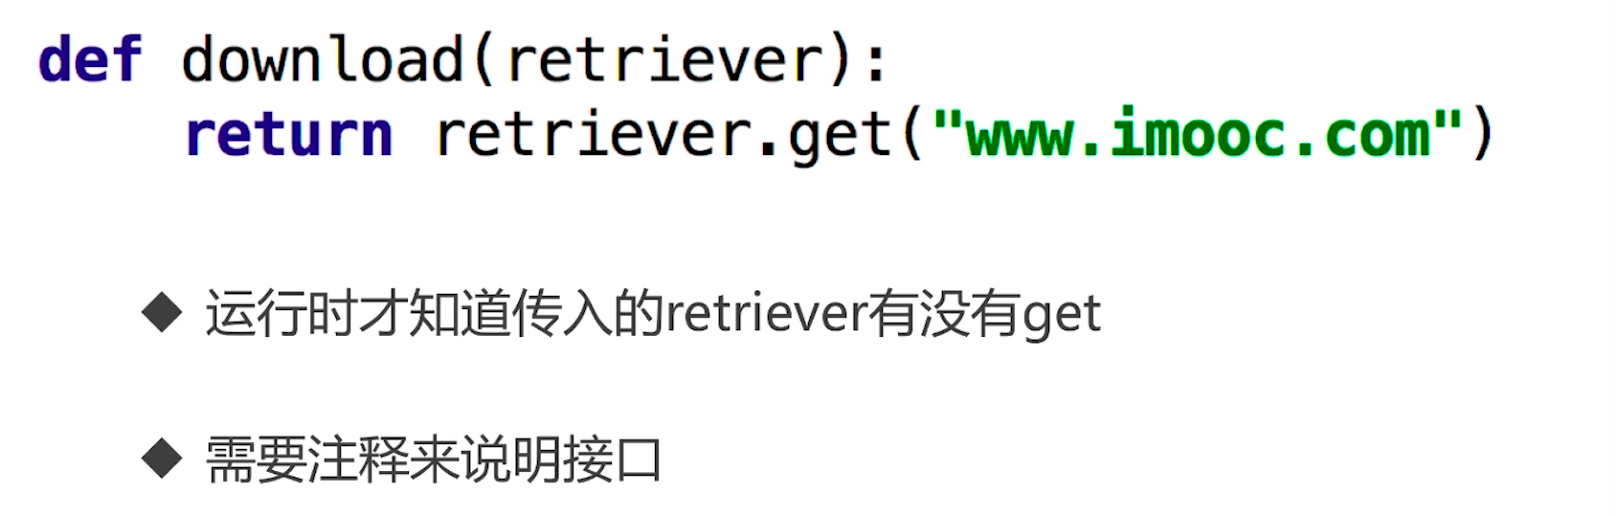 def download(retriever):
    return retriever.get("www.imooc.com")
◆ 运行时才知道传入的retriever有没有get
◆ 需要注释来说明接口